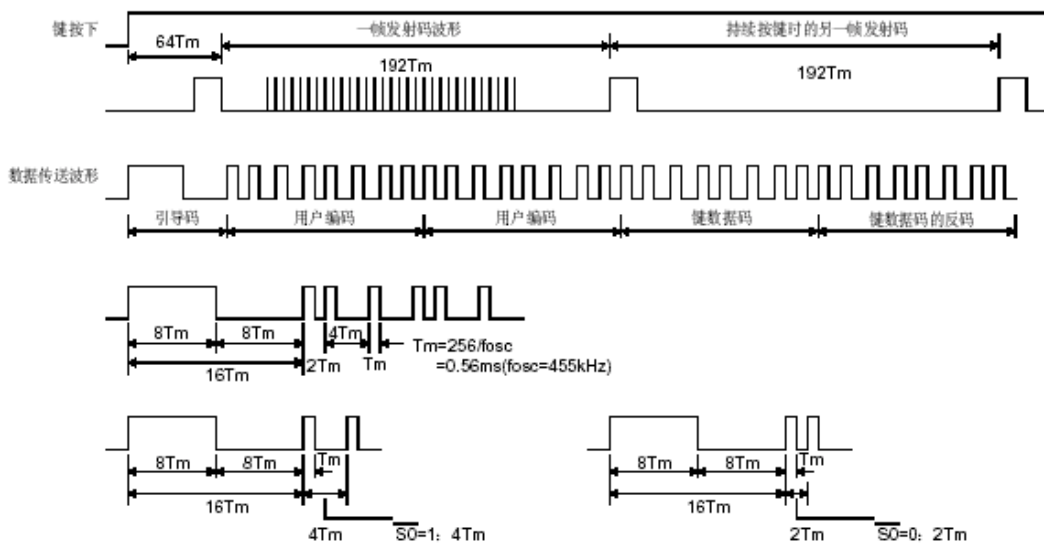 键按下
64Tm
一帧发射码波形
持续按键时的另一帧发射码
192Tm
192Tm
数据传送波形
引导码
用户编码
用户编码
键数据码
键数据码的反码
8Tm
8Tm
4Tm
Tm=256/fosc
16Tm
2Tm
Tm
=0.56ms(fosc=455kHz)
8Tm
8Tm
Tm
16Tm
4Tm
S0=1: 4Tm
8Tm
8Tm
Tm
16Tm
2Tm
S0=0: 2Tm